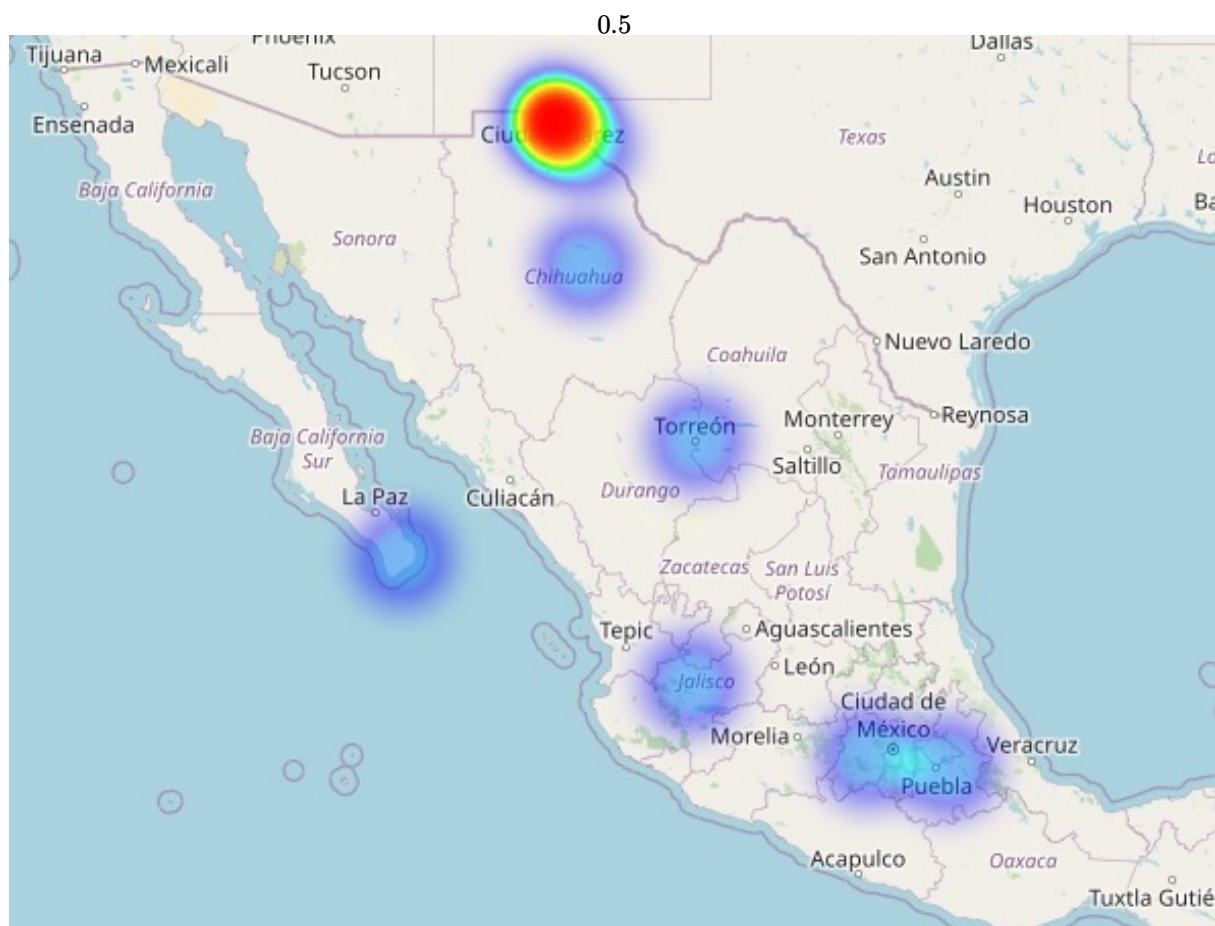 0.5
Phoenix
Dallas
Tijuana
Mexicali
Tucson
Ensenada
Texas
Austin
Baja California
Houston
Sonora
San Antonio
Chihuahua
Nuevo Laredo
Coahuila
Torreón
Monterrey
Reynosa
Baja California
Sur
Saltillo
Tamaulipas
La Paz
Culiacán
Durango
Zacatecas
San Luis
Potosí
Tepic
Aguascalientes
León
Jalisco
Ciudad de
México
Morelia
Veracruz
Puebla
Acapulco
Oaxaca